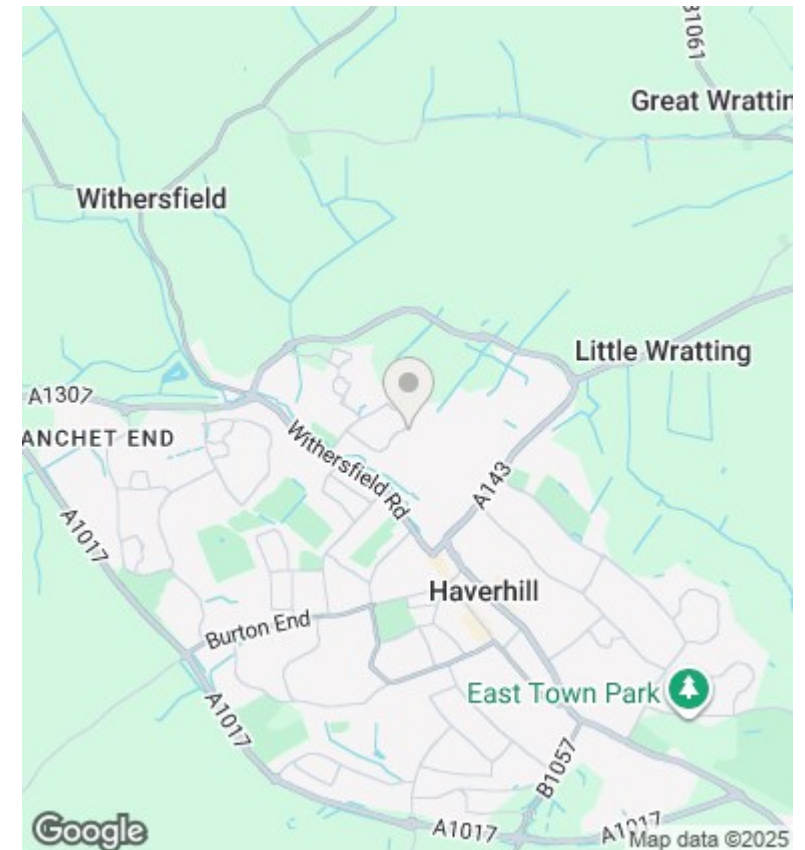 B1061
Great Wrattin
Withersfield
Little Wratting
A1307
ANCHET END
Withersfield Rd
A143
A1017
Haverhill
Burton End
East Town Park
A1017
B1057
A1017
A1017
Google
Map data ©2025